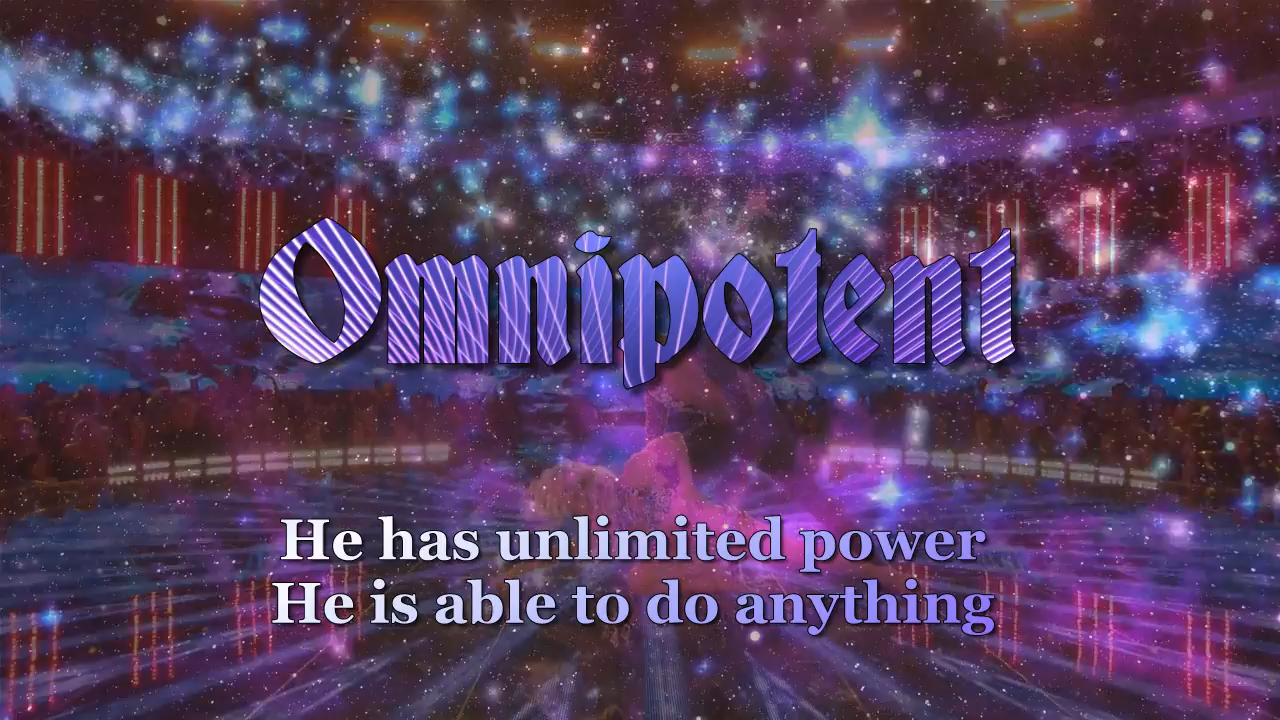 Omnipotent
He has unlimited power
He is able to do anything